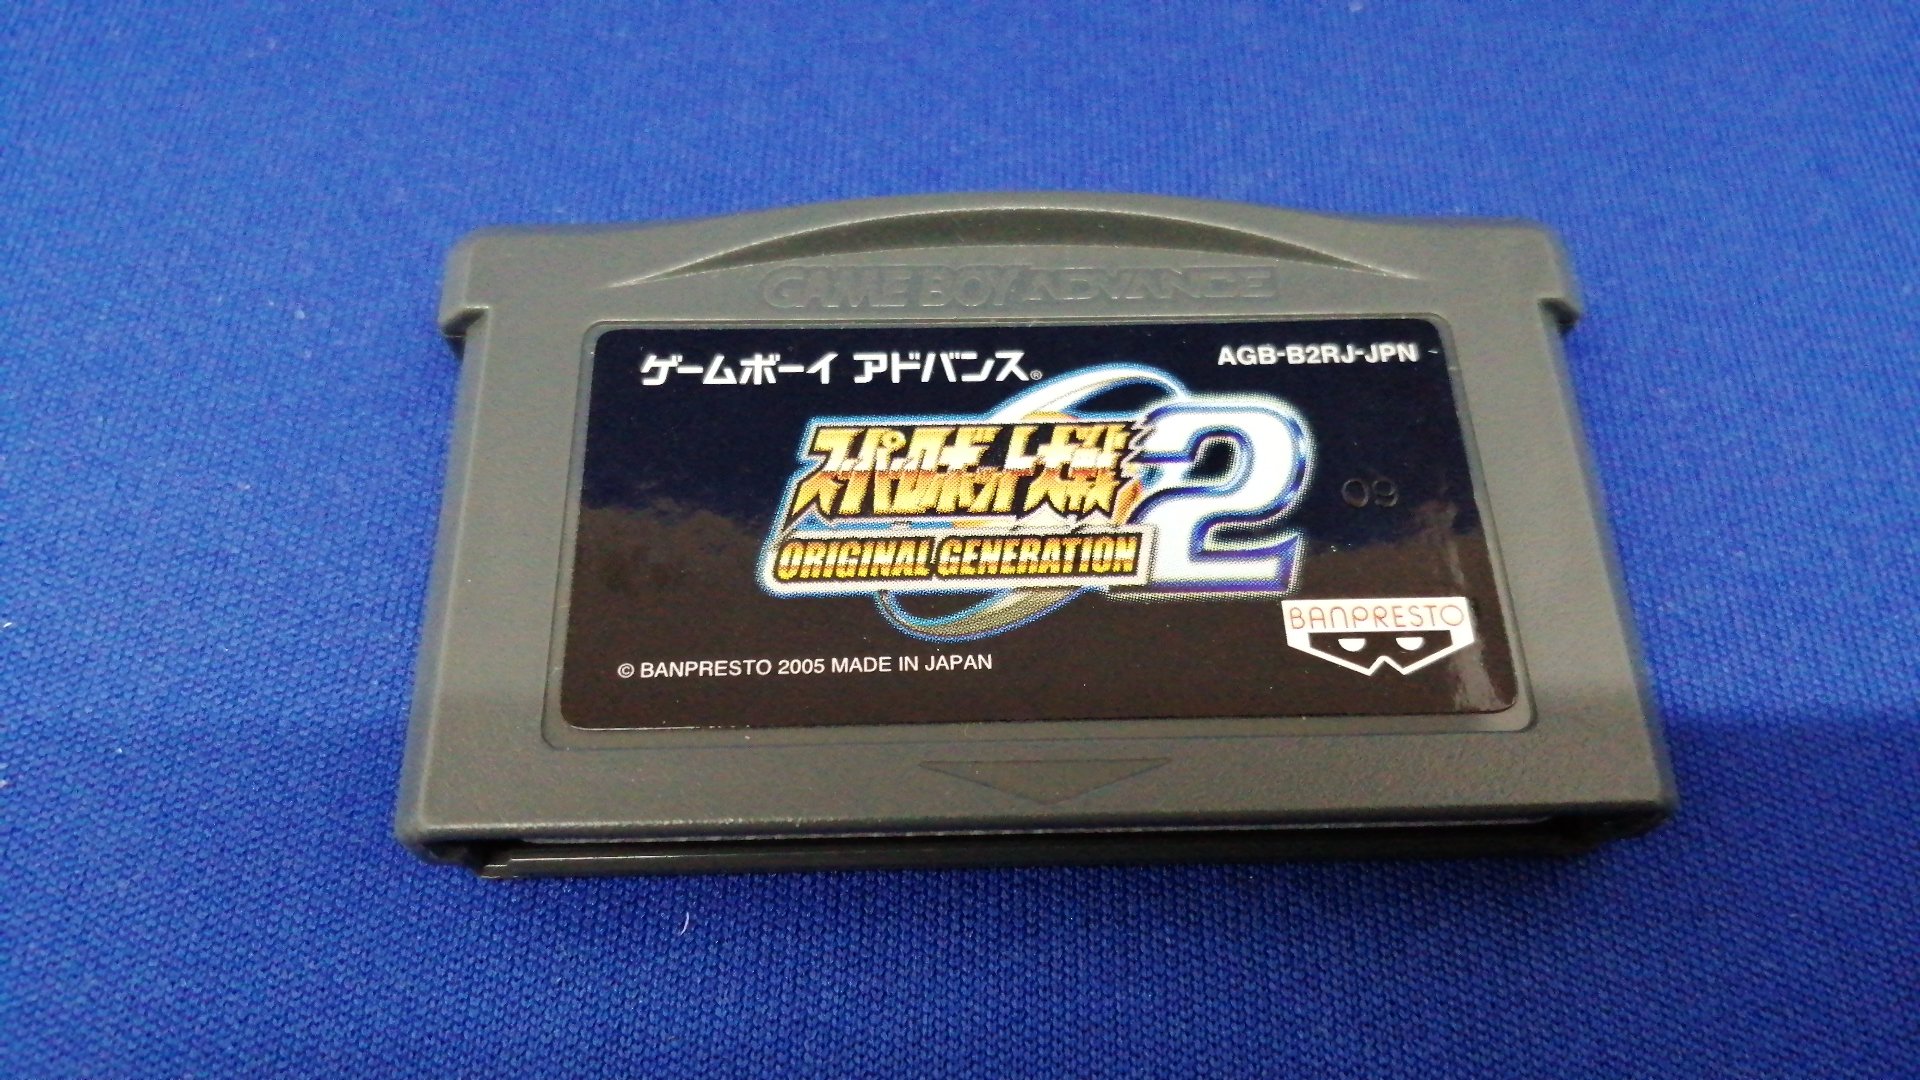 GAME BOY ADVANCE
ゲームボーイ アドバンス®
AGB-B2RJ-JPN
スーパーロボット大戦
2
ORIGINAL GENERATION
09
BANPRESTO
© BANPRESTO 2005 MADE IN JAPAN